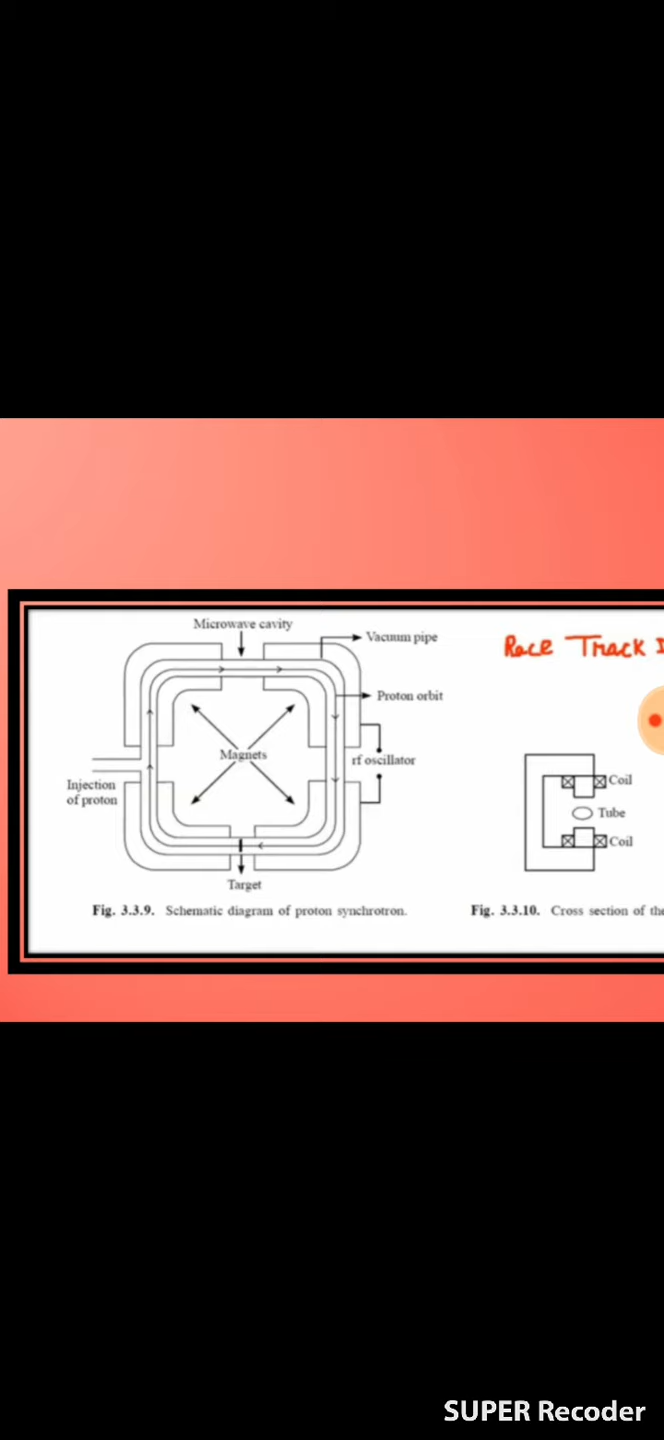 Microwave cavity
Vacuum pipe
Race Track
Proton orbit
Magnets
rf oscillator
Injection
of proton
Coil
Tube
Coil
Target
Fig. 3.3.9. Schematic diagram of proton synchrotron.
Fig. 3.3.10. Cross section of the
SUPER Recoder